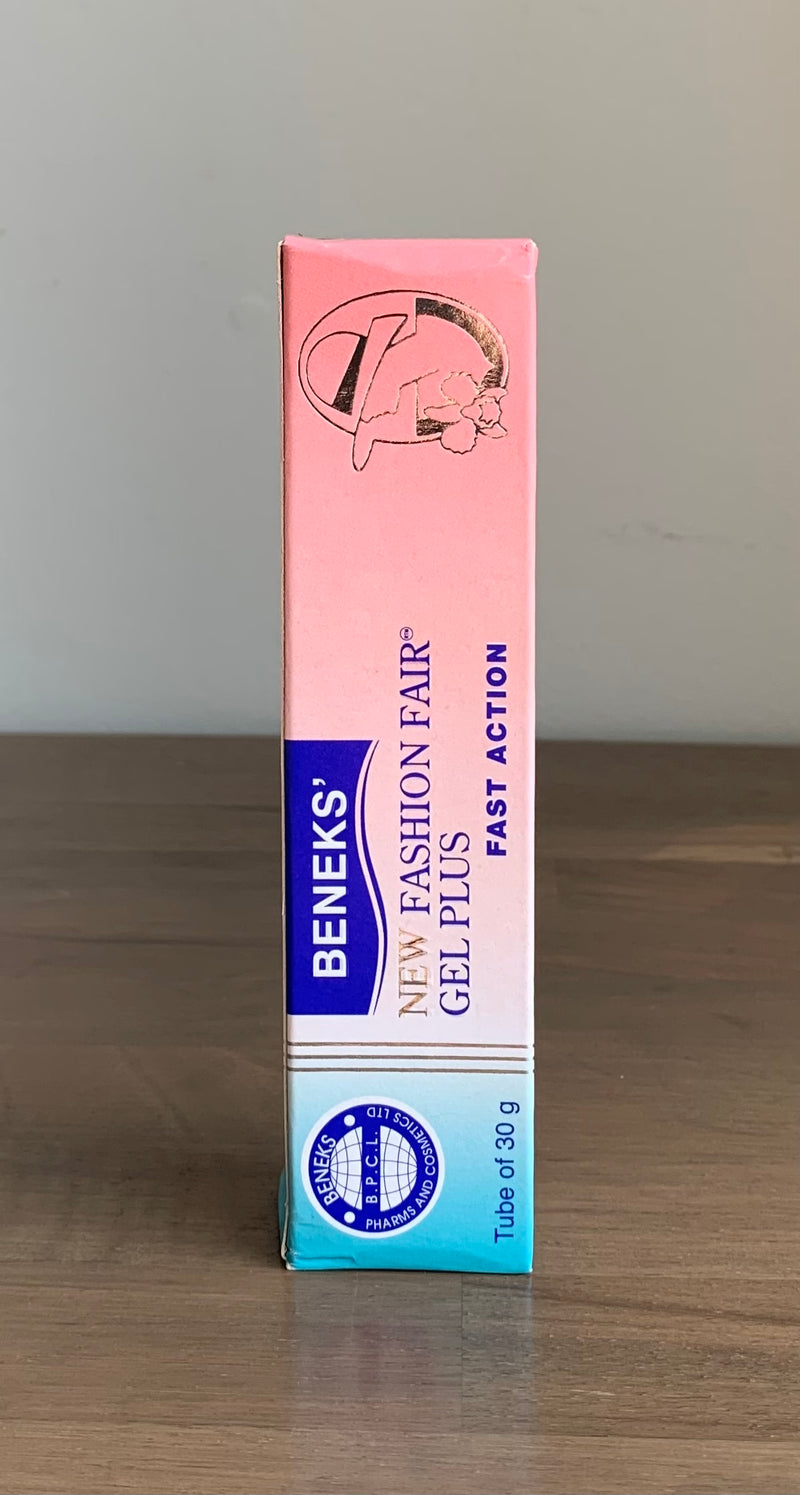 BENEKS'
NEW FASHION FAIR
GEL PLUS
FAST ACTION
BENEKS
B.P.C.L.
PHARMS AND COSMETICS LTD
Tube of 30 g